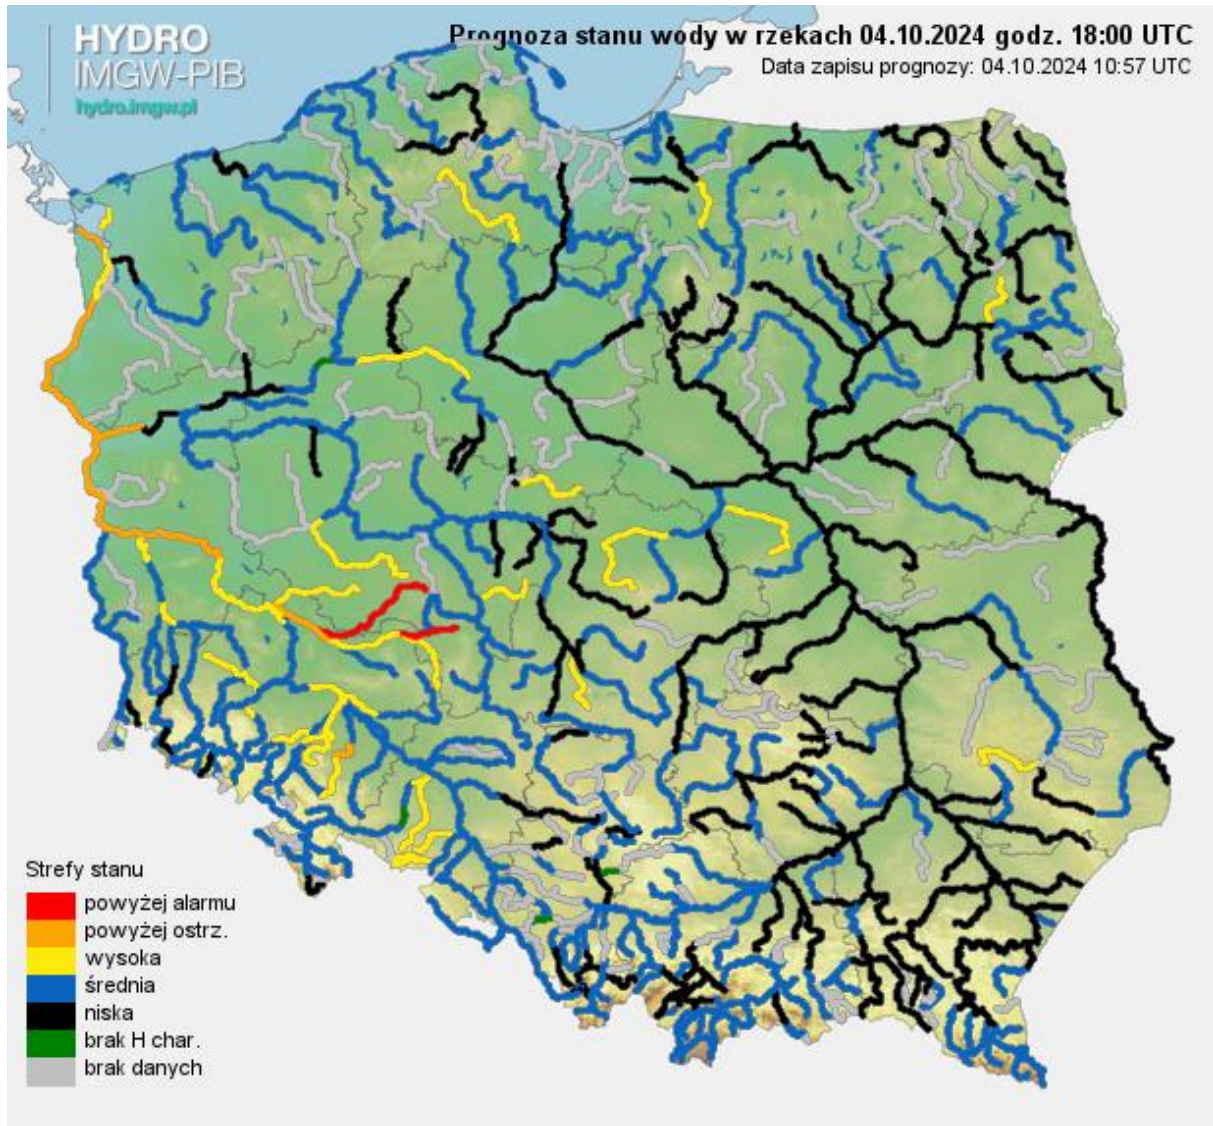 HYDRO
IMGW-PIB
hydro.imgw.pl
Prognoza stanu wody w rzekach 04.10.2024 godz. 18:00 UTC
Data zapisu prognozy: 04.10.2024 10:57 UTC
Strefy stanu
powyżej alarmu
powyżej ostrz.
wysoka
średnia
niska
brak H char.
brak danych